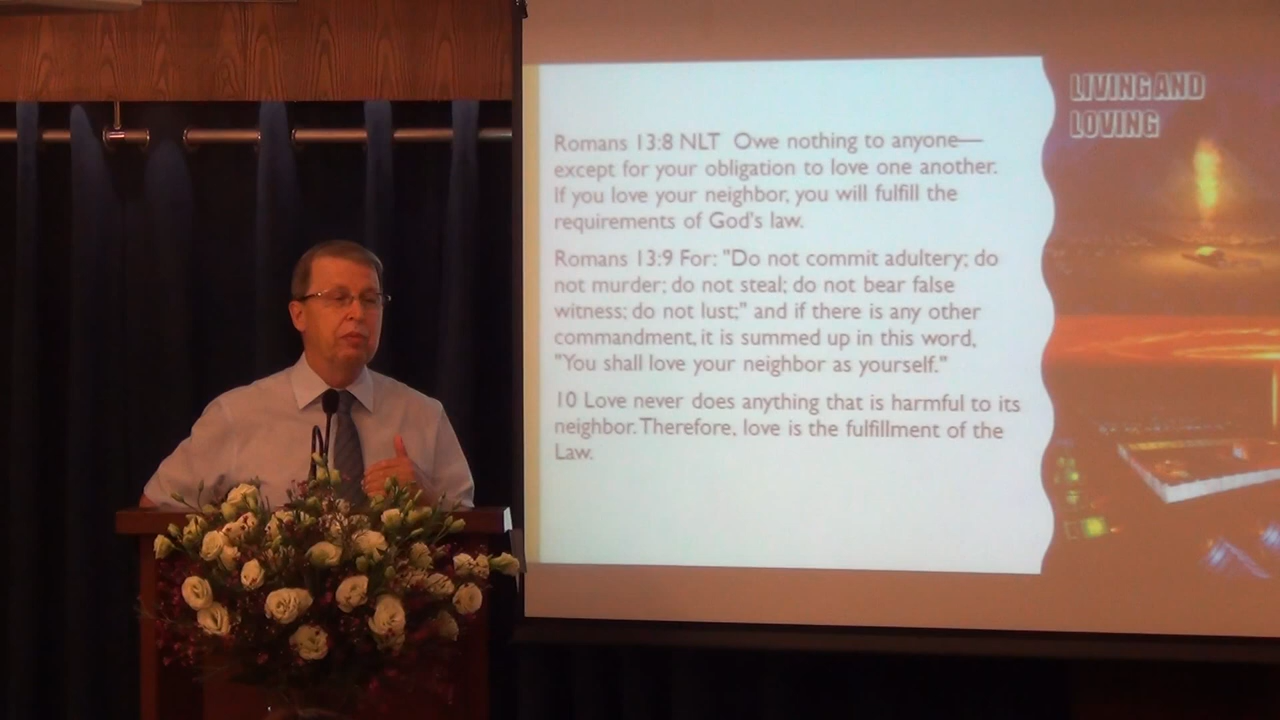 LIVING AND
LOVING
Romans 13:8 NLT Owe nothing to anyone—
except for your obligation to love one another.
If you love your neighbor, you will fulfill the
requirements of God's law.
Romans 13:9 For: "Do not commit adultery; do
not murder; do not steal; do not bear false
witness; do not lust;" and if there is any other
commandment, it is summed up in this word,
"You shall love your neighbor as yourself."
10 Love never does anything that is harmful to its
neighbor. Therefore, love is the fulfillment of the
Law.